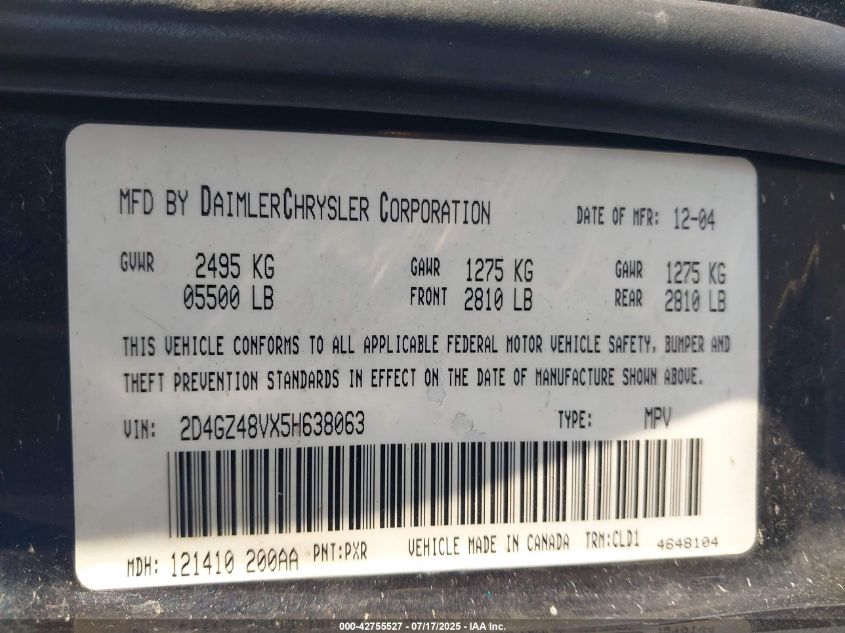 MFD BY DAIMLERCHRYSLER CORPORATION DATE OF MFR: 12-04
GVWR 2495 KG GAWR 1275 KG GAWR 1275 KG
05500 LB FRONT 2810 LB REAR 2810 LB
THIS VEHICLE CONFORMS TO ALL APPLICABLE FEDERAL MOTOR VEHICLE SAFETY, BUMPER AND
THEFT PREVENTION STANDARDS IN EFFECT ON THE DATE OF MANUFACTURE SHOWN ABOVE.
VIN: 2D4GZ48VX5H638063 TYPE: MPV
MDH: 121410 200AA PNT:PXR VEHICLE MADE IN CANADA TRM:CLD1 4648104
000-42755527 - 07/17/2025 - IAA Inc.